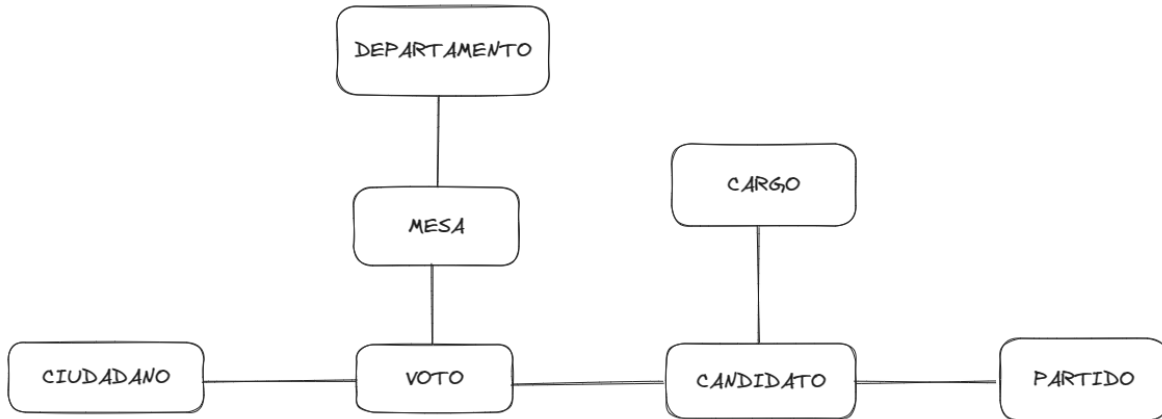 DEPARTAMENTO
CARGO
MESA
CIUDADANO
VOTO
CANDIDATO
PARTIDO